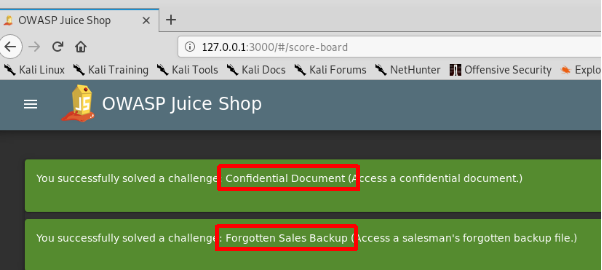 OWASP Juice Shop
127.0.0.1:3000/#/score-board
Kali Linux Kali Training Kali Tools Kali Docs Kali Forums NetHunter Offensive Security Explo
JS
OWASP Juice Shop
You successfully solved a challenge: Confidential Document (Access a confidential document.)
You successfully solved a challenge: Forgotten Sales Backup (Access a salesman's forgotten backup file.)